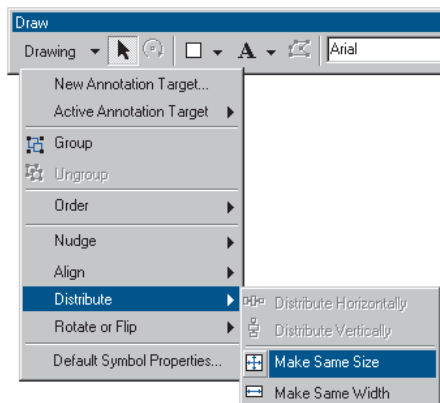 Draw
Drawing A Arial
New Annotation Target...
Active Annotation Target
Group
Ungroup
Order
Nudge
Align
Distribute
Distribute Horizontally
Distribute Vertically
Rotate or Flip
Default Symbol Properties...
Make Same Size
Make Same Width